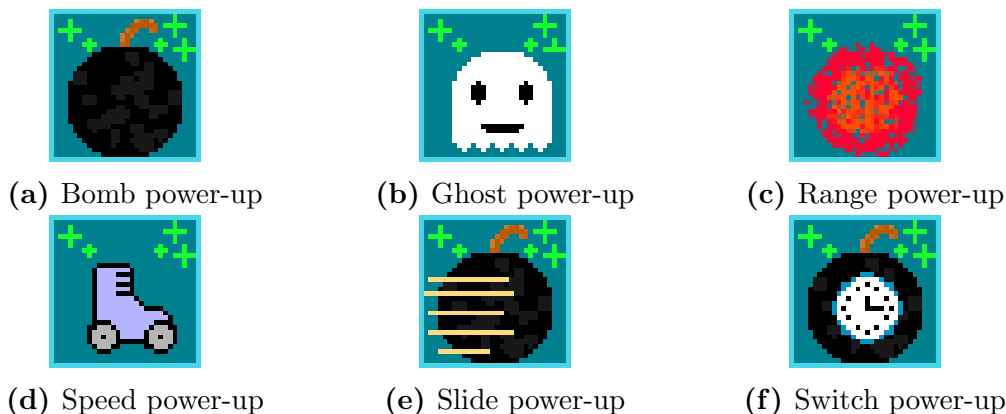 (a) Bomb power-up
(b) Ghost power-up
(c) Range power-up
(d) Speed power-up
(e) Slide power-up
(f) Switch power-up